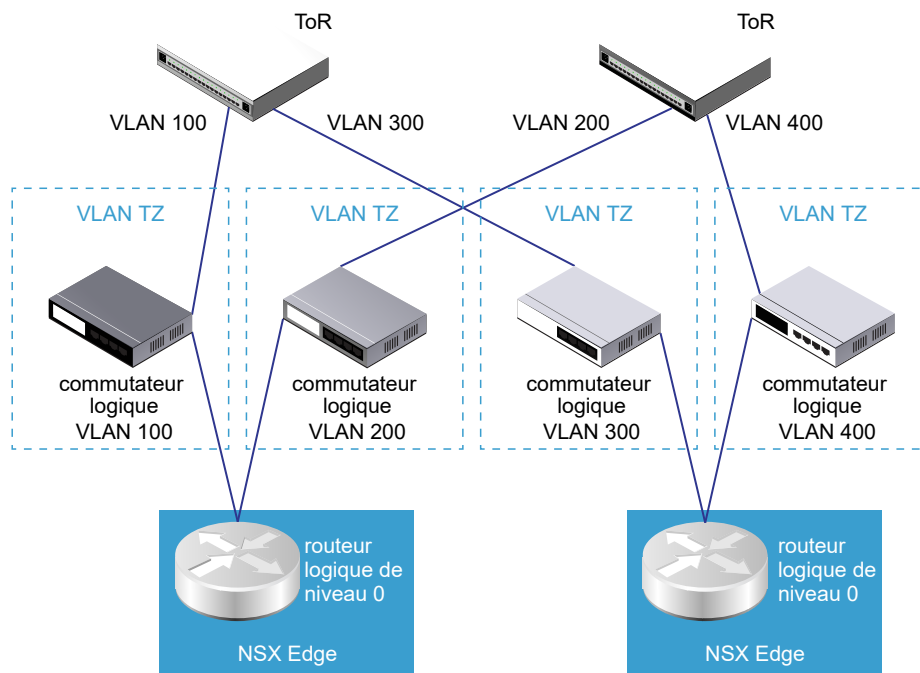 ToR
ToR
VLAN 100
VLAN 300
VLAN 200
VLAN 400
VLAN TZ
VLAN TZ
VLAN TZ
VLAN TZ
commutateur
logique
VLAN 100
commutateur
logique
VLAN 200
commutateur
logique
VLAN 300
commutateur
logique
VLAN 400
routeur
logique de
niveau 0
NSX Edge
routeur
logique de
niveau 0
NSX Edge